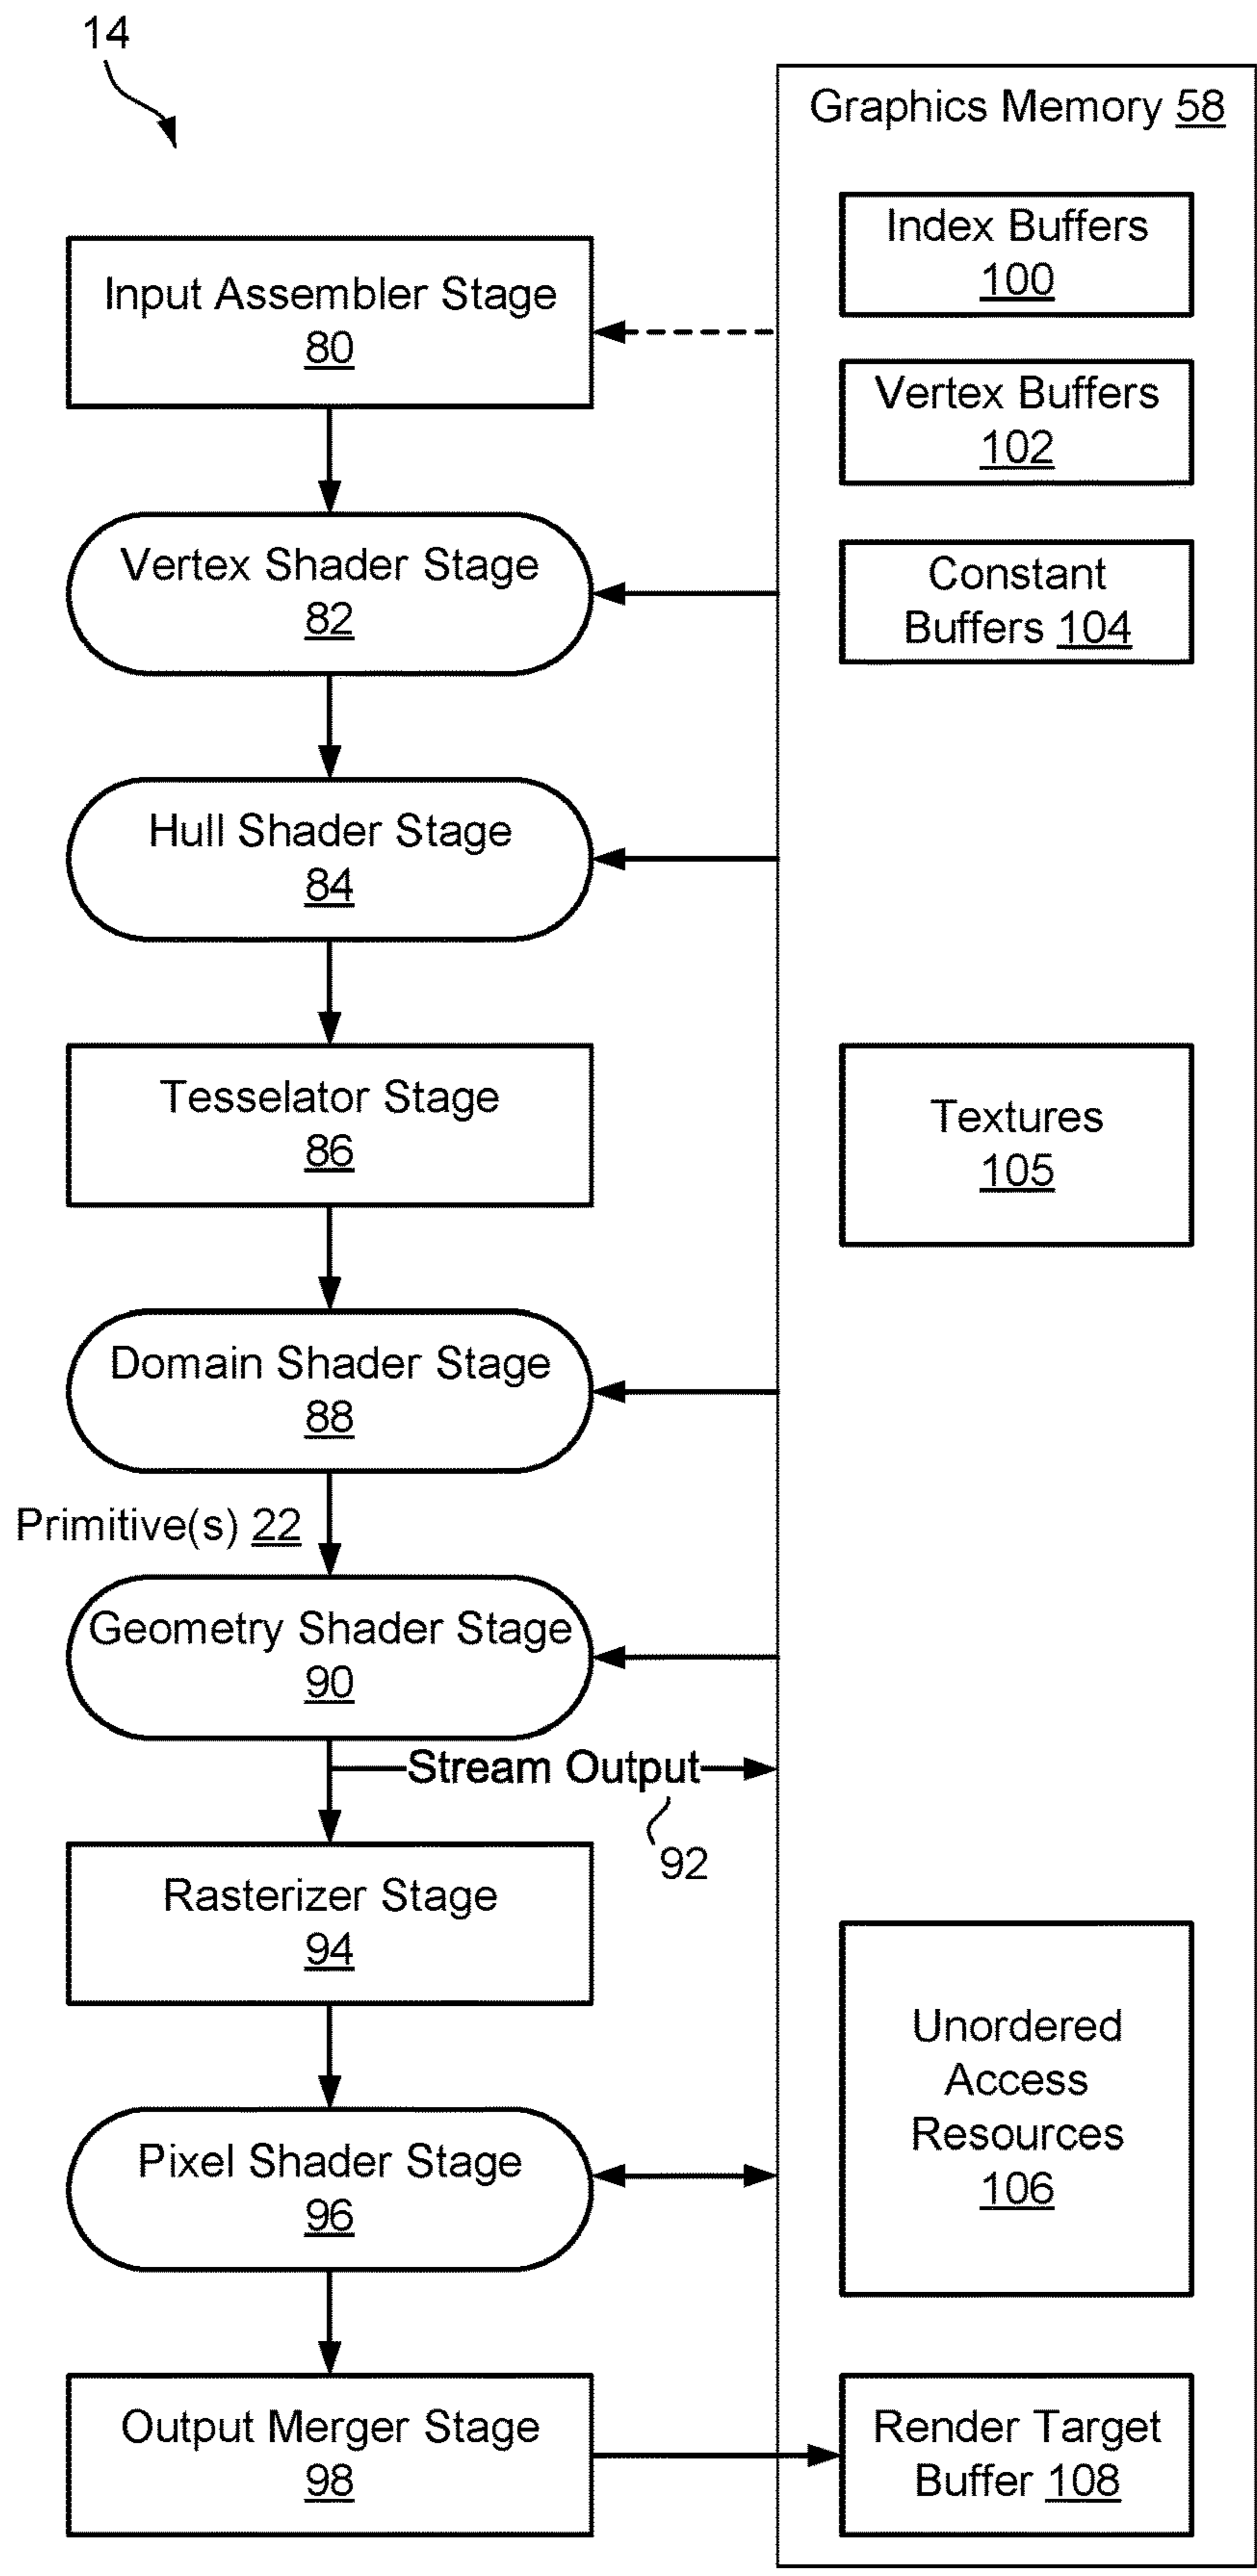 14
Graphics Memory 58
Index Buffers
100
Input Assembler Stage
80
Vertex Buffers
102
Vertex Shader Stage
82
Constant
Buffers 104
Hull Shader Stage
84
Tesselator Stage
86
Textures
105
Domain Shader Stage
88
Primitive(s) 22
Geometry Shader Stage
90
Stream Output
92
Rasterizer Stage
94
Unordered
Access
Resources
106
Pixel Shader Stage
96
Output Merger Stage
98
Render Target
Buffer 108